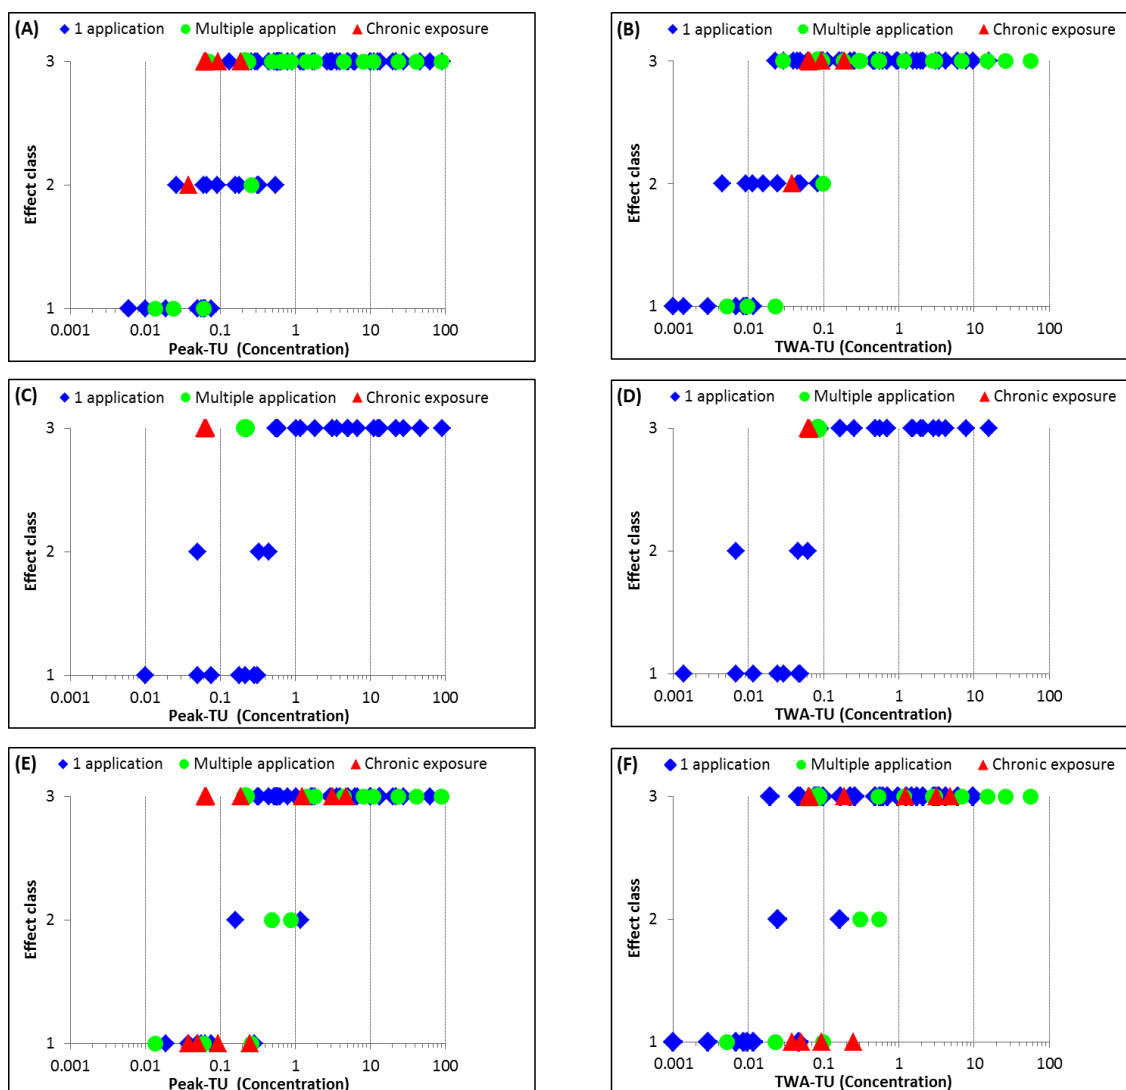 (A) 1 application Multiple application Chronic exposure
3
2
1
Effect class
0.001 0.01 0.1 1 10 100
Peak-TU (Concentration)
(B) 1 application Multiple application Chronic exposure
3
2
1
Effect class
0.001 0.01 0.1 1 10 100
TWA-TU (Concentration)
(C) 1 application Multiple application Chronic exposure
3
2
1
Effect class
0.001 0.01 0.1 1 10 100
Peak-TU (Concentration)
(D) 1 application Multiple application Chronic exposure
3
2
1
Effect class
0.001 0.01 0.1 1 10 100
TWA-TU (Concentration)
(E) 1 application Multiple application Chronic exposure
3
2
1
Effect class
0.001 0.01 0.1 1 10 100
Peak-TU (Concentration)
(F) 1 application Multiple application Chronic exposure
3
2
1
Effect class
0.001 0.01 0.1 1 10 100
TWA-TU (Concentration)